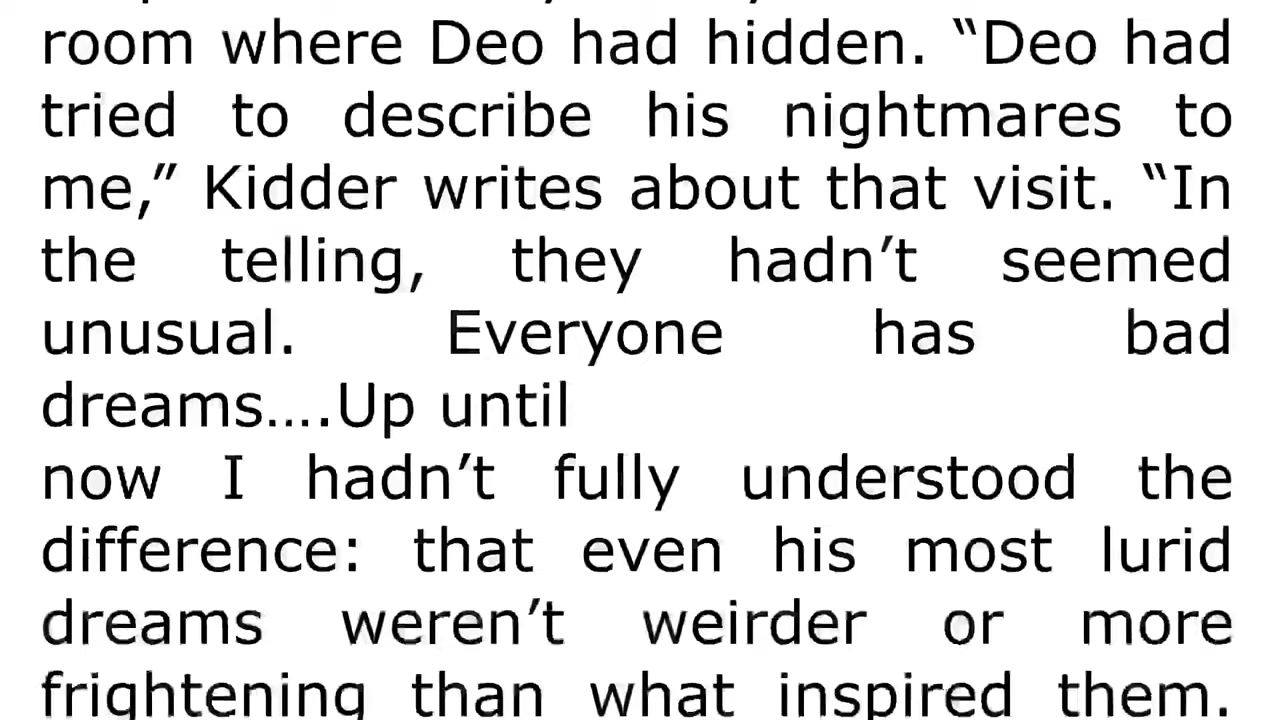 room where Deo had hidden. “Deo had
tried to describe his nightmares to
me,” Kidder writes about that visit. “In
the telling, they hadn’t seemed
unusual. Everyone has bad
dreams….Up until
now I hadn’t fully understood the
difference: that even his most lurid
dreams weren’t weirder or more
frightening than what inspired them.